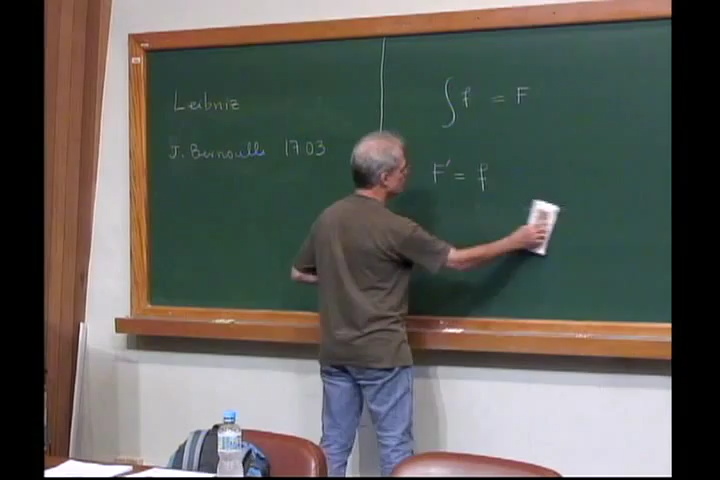 Leibniz
J. Bernoulli 1703
∫f = F
F' = f